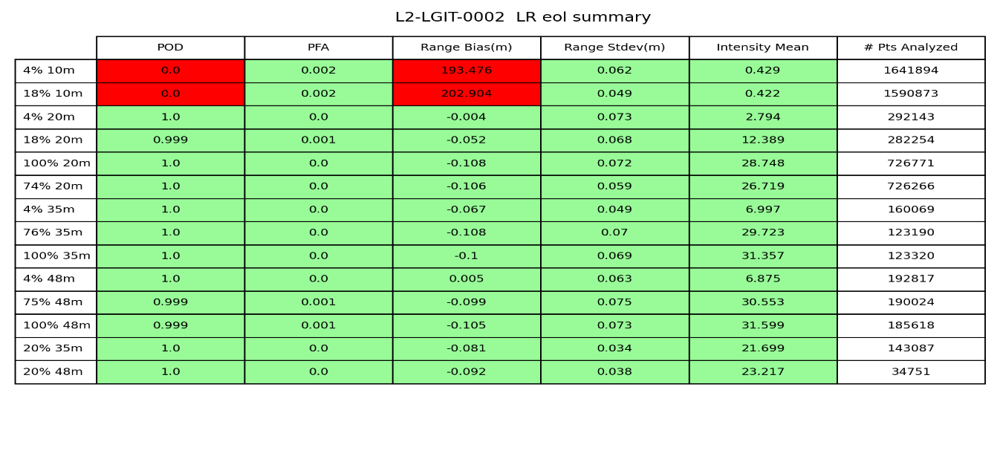 L2-LGIT-0002  LR eol summary
POD PFA Range Bias(m) Range Stdev(m) Intensity Mean # Pts Analyzed
4% 10m 0.0 0.002 193.476 0.062 0.429 1641894
18% 10m 0.0 0.002 202.904 0.049 0.422 1590873
4% 20m 1.0 0.0 -0.004 0.073 2.794 292143
18% 20m 0.999 0.001 -0.052 0.068 12.389 282254
100% 20m 1.0 0.0 -0.108 0.072 28.748 726771
74% 20m 1.0 0.0 -0.106 0.059 26.719 726266
4% 35m 1.0 0.0 -0.067 0.049 6.997 160069
76% 35m 1.0 0.0 -0.108 0.07 29.723 123190
100% 35m 1.0 0.0 -0.1 0.069 31.357 123320
4% 48m 1.0 0.0 0.005 0.063 6.875 192817
75% 48m 0.999 0.001 -0.099 0.075 30.553 190024
100% 48m 0.999 0.001 -0.105 0.073 31.599 185618
20% 35m 1.0 0.0 -0.081 0.034 21.699 143087
20% 48m 1.0 0.0 -0.092 0.038 23.217 34751